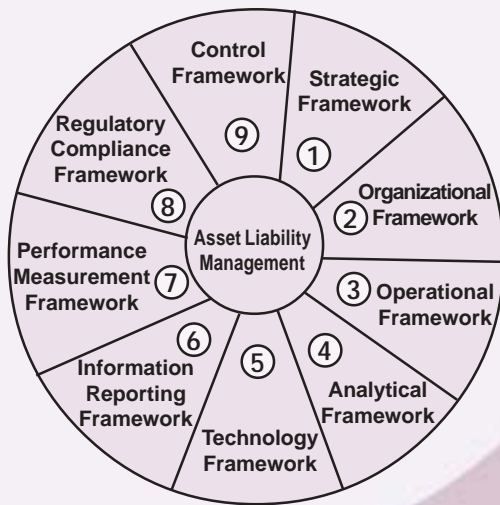 Asset Liability
Management
Strategic
Framework
1
Organizational
Framework
2
Operational
Framework
3
Analytical
Framework
4
Technology
Framework
5
Information
Reporting
Framework
6
Performance
Measurement
Framework
7
Regulatory
Compliance
Framework
8
Control
Framework
9